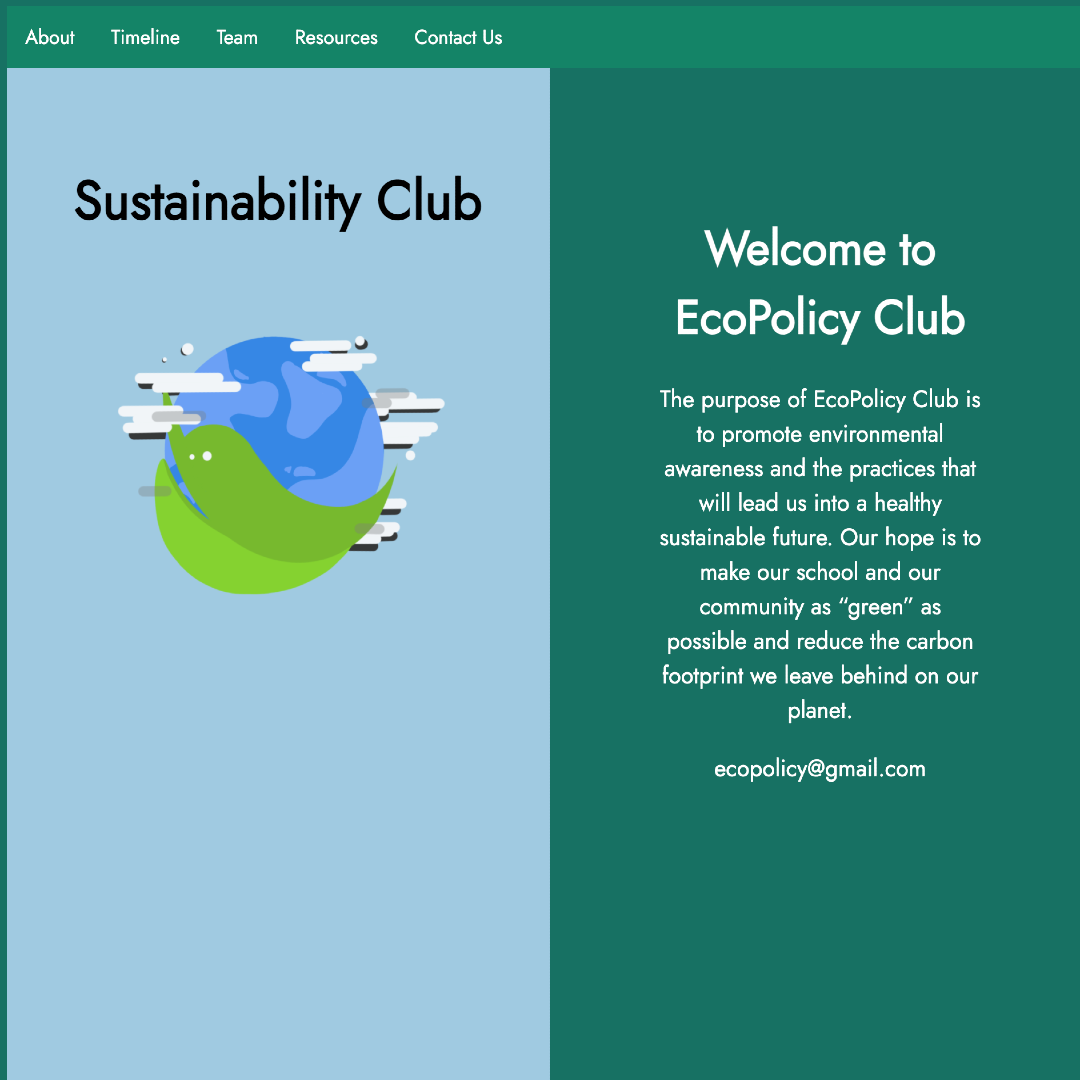 About Timeline Team Resources Contact Us
Sustainability Club
Welcome to
EcoPolicy Club
The purpose of EcoPolicy Club is
to promote environmental
awareness and the practices that
will lead us into a healthy
sustainable future. Our hope is to
make our school and our
community as “green” as
possible and reduce the carbon
footprint we leave behind on our
planet.
ecopolicy@gmail.com